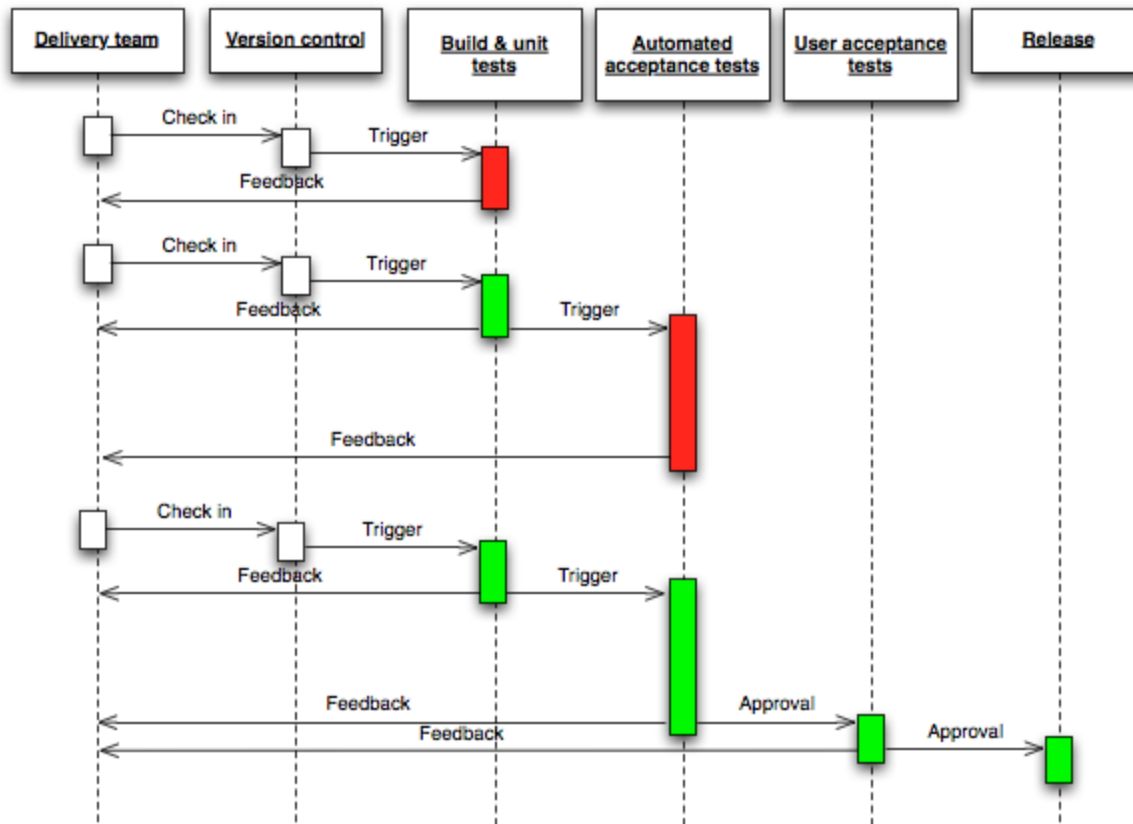 Delivery team
Version control
Build & unit
tests
Automated
acceptance tests
User acceptance
tests
Release
Check in
Trigger
Feedback
Check in
Trigger
Feedback
Trigger
Feedback
Check in
Trigger
Feedback
Trigger
Feedback
Approval
Feedback
Approval